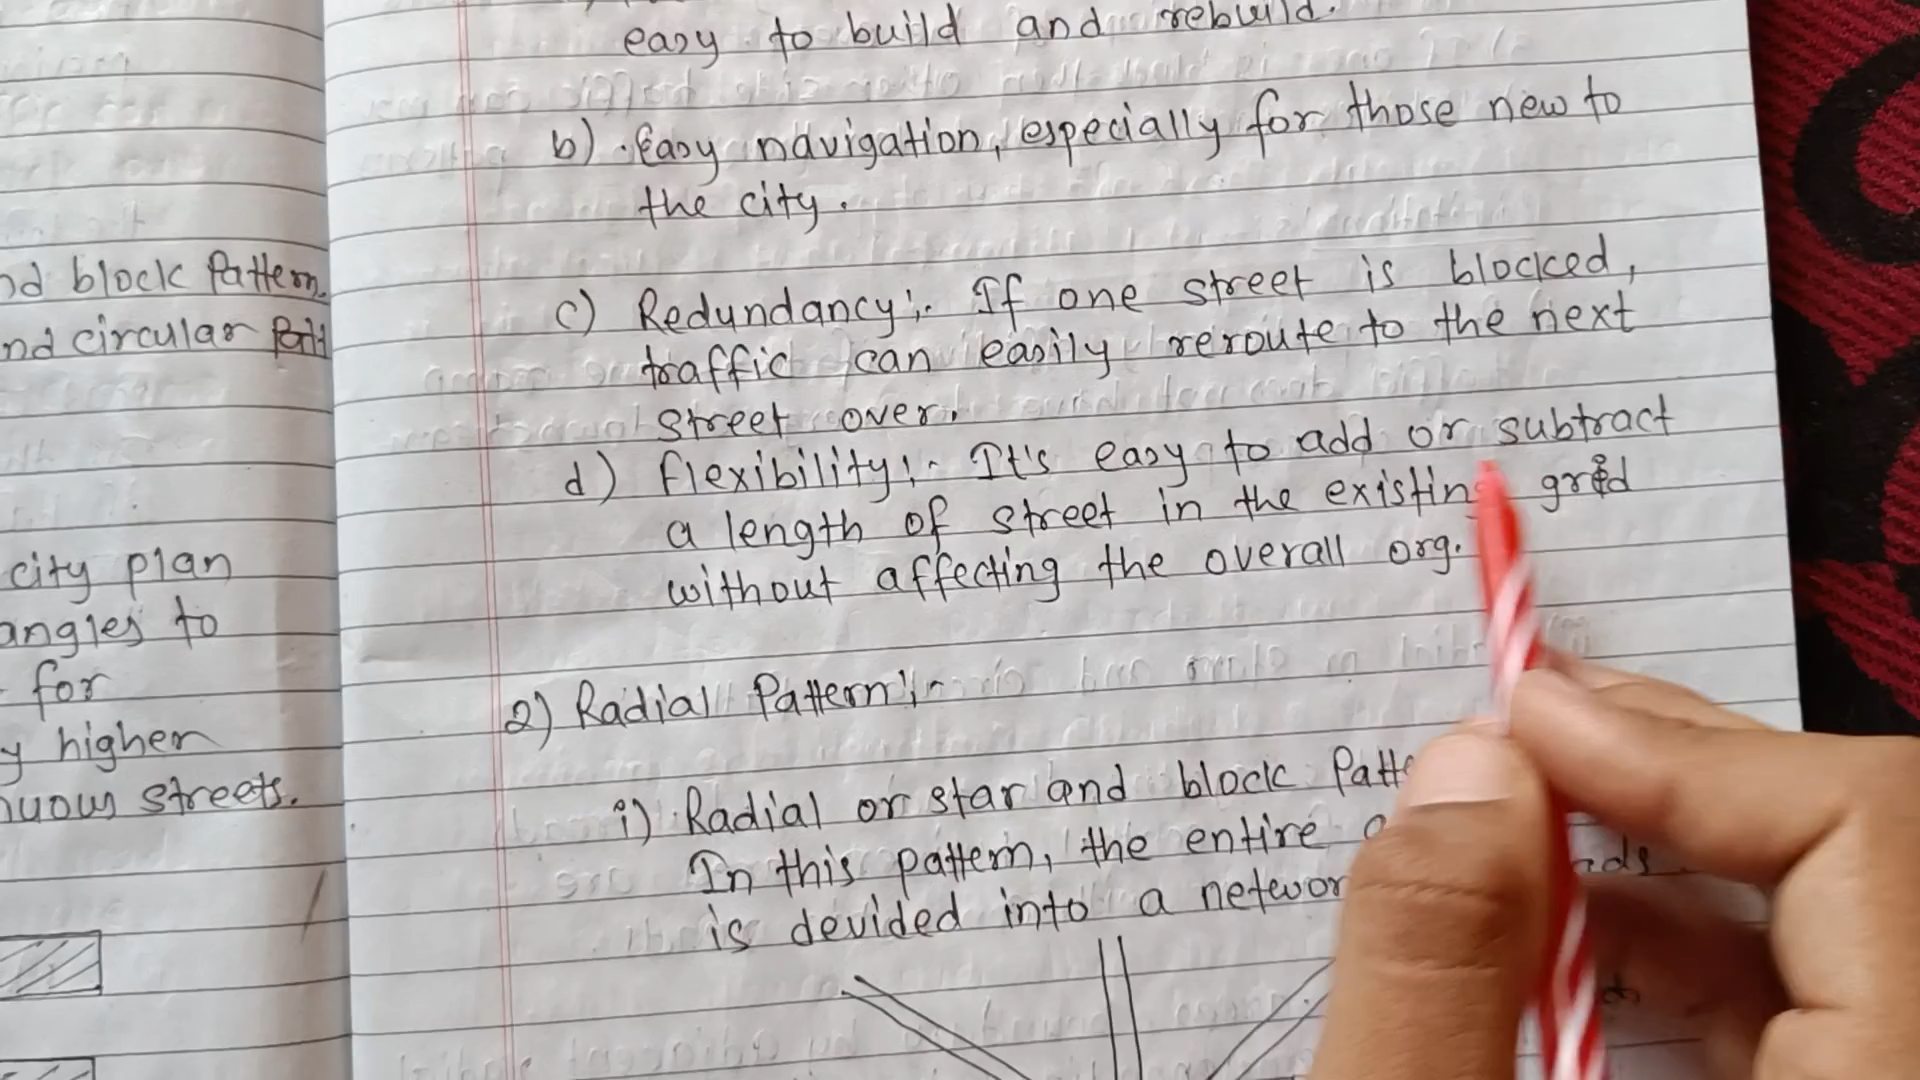 nd block Pattern.
nd circular Patt
city plan
angles to
for
y higher
nuous streets.
easy to build and rebuild.
b) Easy navigation, especially for those new to
the city.
c) Redundancy:- If one street is blocked,
traffic can easily reroute to the next
street over.
d) flexibility:- It's easy to add or subtract
a length of street in the existing grid
without affecting the overall org.
2) Radial Pattern:-
i) Radial or star and block Patte
In this pattern, the entire
is devided into a networ